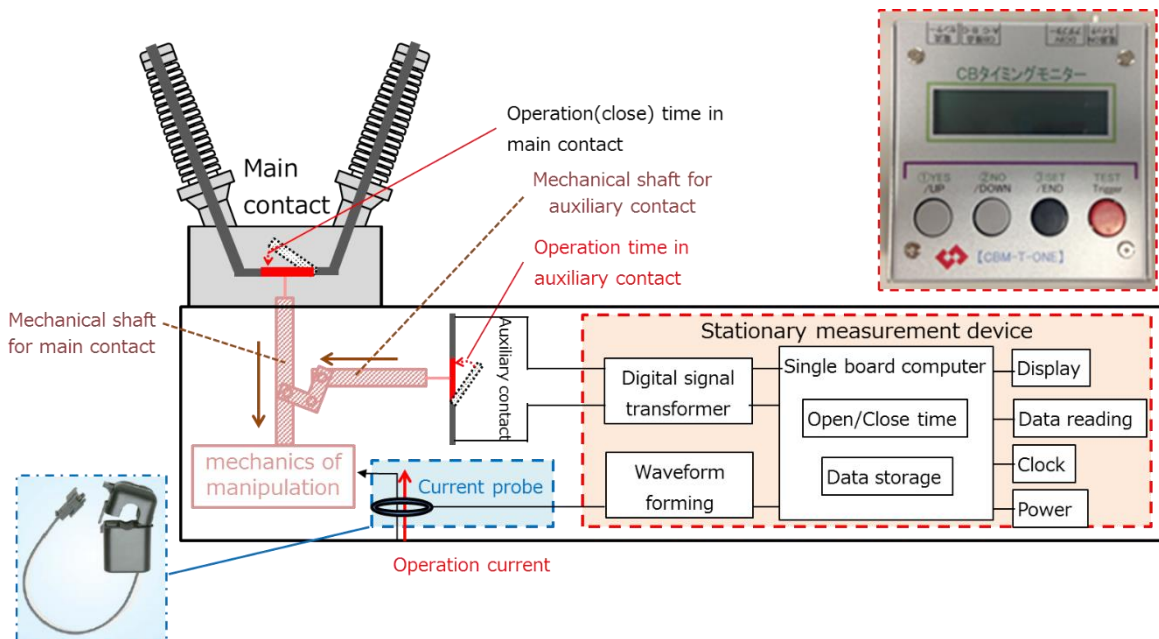 Operation(close) time in
main contact
Main
contact
Mechanical shaft for
auxiliary contact
Operation time in
auxiliary contact
Mechanical shaft
for main contact
Auxiliary contact
mechanics of
manipulation
Current probe
Operation current
Stationary measurement device
Digital signal
transformer
Waveform
forming
Single board computer
Open/Close time
Data storage
Display
Data reading
Clock
Power
CBタイミングモニター
①YES
/UP
②NO
/DOWN
③SET
/END
TEST
Trigger
【CBM-T-ONE】